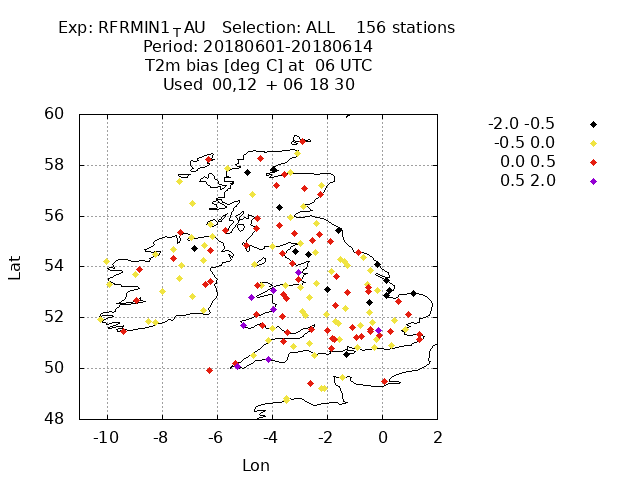 Exp: RFRMIN1TAU Selection: ALL 156 stations
Period: 20180601-20180614
T2m bias [deg C] at 06 UTC
Used 00,12 + 06 18 30
-2.0 -0.5
-0.5 0.0
0.0 0.5
0.5 2.0
60
58
56
54
52
50
48
Lat
-10 -8 -6 -4 -2 0 2
Lon